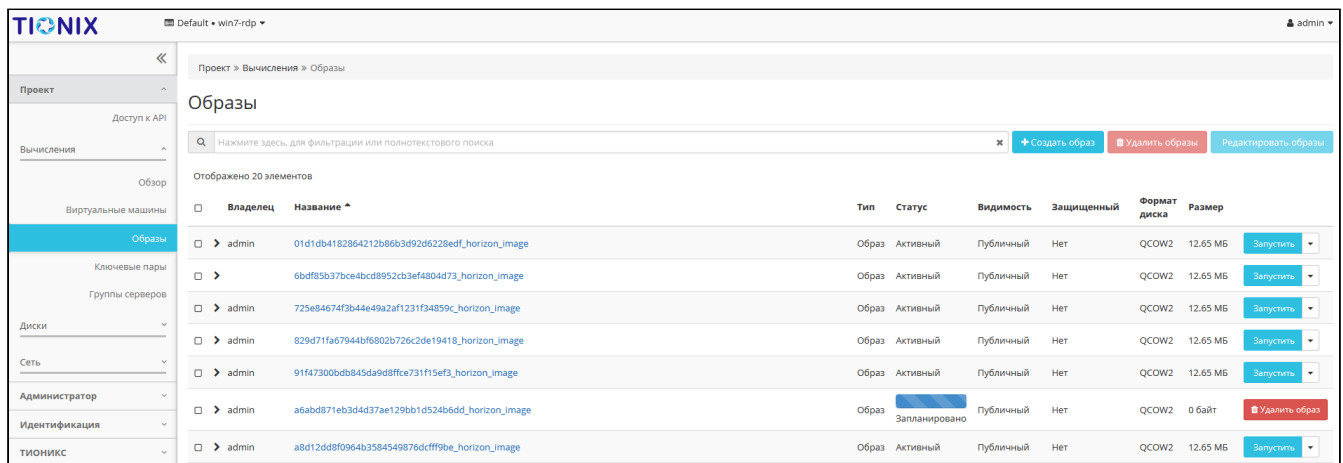 TIONIX
Default • win7-rdp
admin
Проект
Доступ к API
Вычисления
Обзор
Виртуальные машины
Образы
Ключевые пары
Группы серверов
Диски
Сеть
Администратор
Идентификация
ТИОНИКС
Проект » Вычисления » Образы
Образы
Нажмите здесь, для фильтрации или полнотекстового поиска
Создать образ
Удалить образы
Редактировать образы
Отображено 20 элементов
Владелец Название Тип Статус Видимость Защищенный Формат диска Размер
admin 01d1db4182864212b86b3d92d6228edf_horizon_image Образ Активный Публичный Нет QCOW2 12.65 МБ Запустить
6bdf85b37bce4bcd8952cb3ef4804d73_horizon_image Образ Активный Публичный Нет QCOW2 12.65 МБ Запустить
admin 725e84674f3b44e49a2af1231f34859c_horizon_image Образ Активный Публичный Нет QCOW2 12.65 МБ Запустить
admin 829d71fa67944bf6802b726c2de19418_horizon_image Образ Активный Публичный Нет QCOW2 12.65 МБ Запустить
admin 91f47300bdb845da9d8ffce731f15ef3_horizon_image Образ Активный Публичный Нет QCOW2 12.65 МБ Запустить
admin a6abd871eb3d4d37ae129bb1d524b6dd_horizon_image Образ Запланировано Публичный Нет QCOW2 0 байт Удалить образ
admin a8d12dd8f0964b3584549876dcfff9be_horizon_image Образ Активный Публичный Нет QCOW2 12.65 МБ Запустить